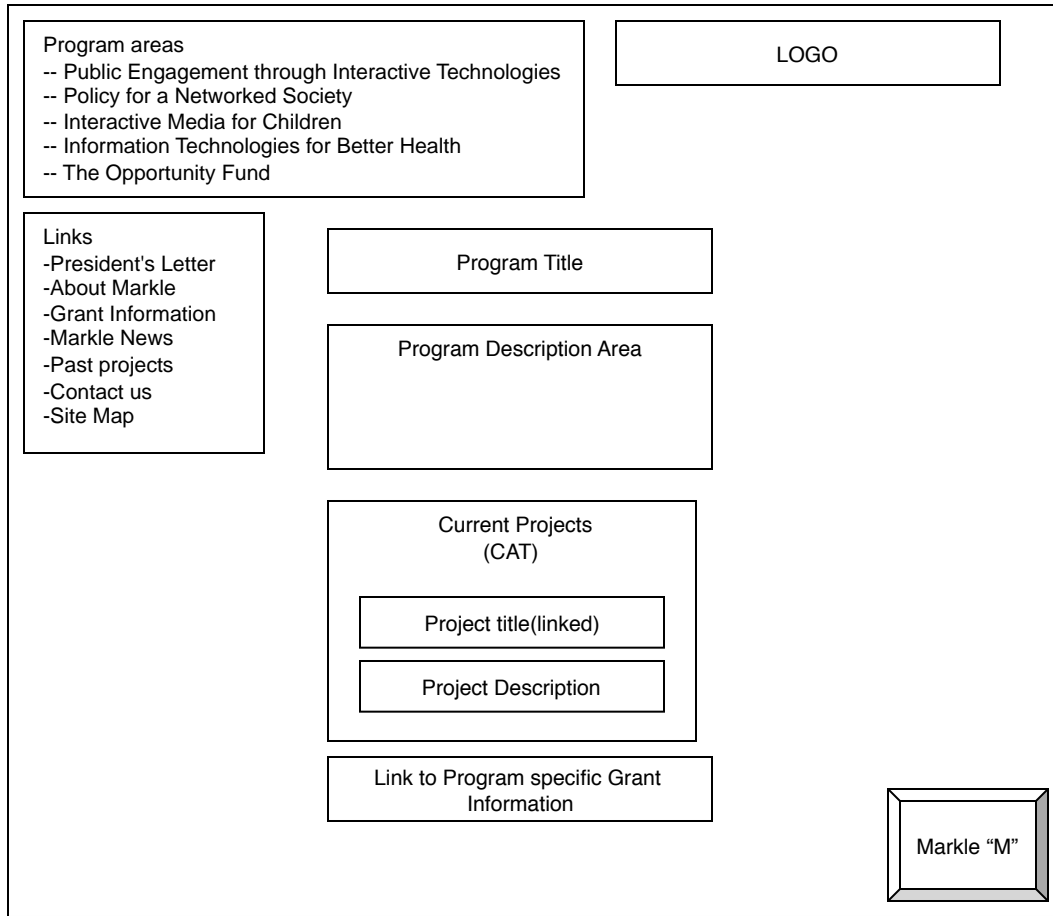 Program areas
-- Public Engagement through Interactive Technologies
-- Policy for a Networked Society
-- Interactive Media for Children
-- Information Technologies for Better Health
-- The Opportunity Fund
LOGO
Links
-President's Letter
-About Markle
-Grant Information
-Markle News
-Past projects
-Contact us
-Site Map
Program Title
Program Description Area
Current Projects
(CAT)
Project title(linked)
Project Description
Link to Program specific Grant
Information
Markle “M”